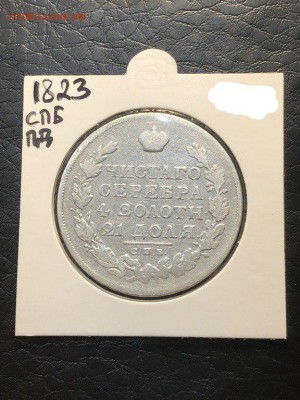 1823
СПБ
ПД
ЧИСТАГО
СЕРЕБРА
4 ЗОЛОТН
21 ДОЛЯ
С.П.Б.